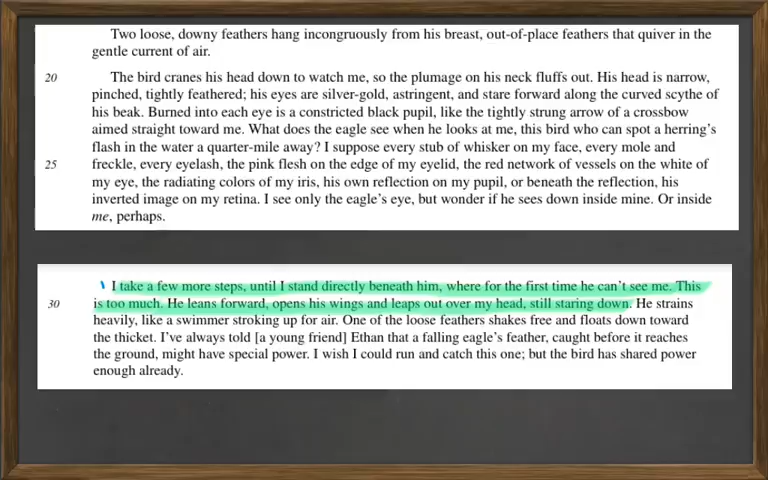 Two loose, downy feathers hang incongruously from his breast, out-of-place feathers that quiver in the
gentle current of air.
20 The bird cranes his head down to watch me, so the plumage on his neck fluffs out. His head is narrow,
pinched, tightly feathered; his eyes are silver-gold, astringent, and stare forward along the curved scythe of
his beak. Burned into each eye is a constricted black pupil, like the tightly strung arrow of a crossbow
aimed straight toward me. What does the eagle see when he looks at me, this bird who can spot a herring's
flash in the water a quarter-mile away? I suppose every stub of whisker on my face, every mole and
25 freckle, every eyelash, the pink flesh on the edge of my eyelid, the red network of vessels on the white of
my eye, the radiating colors of my iris, his own reflection on my pupil, or beneath the reflection, his
inverted image on my retina. I see only the eagle's eye, but wonder if he sees down inside mine. Or inside
me, perhaps.
I take a few more steps, until I stand directly beneath him, where for the first time he can't see me. This
30 is too much. He leans forward, opens his wings and leaps out over my head, still staring down. He strains
heavily, like a swimmer stroking up for air. One of the loose feathers shakes free and floats down toward
the thicket. I've always told [a young friend] Ethan that a falling eagle's feather, caught before it reaches
the ground, might have special power. I wish I could run and catch this one; but the bird has shared power
enough already.